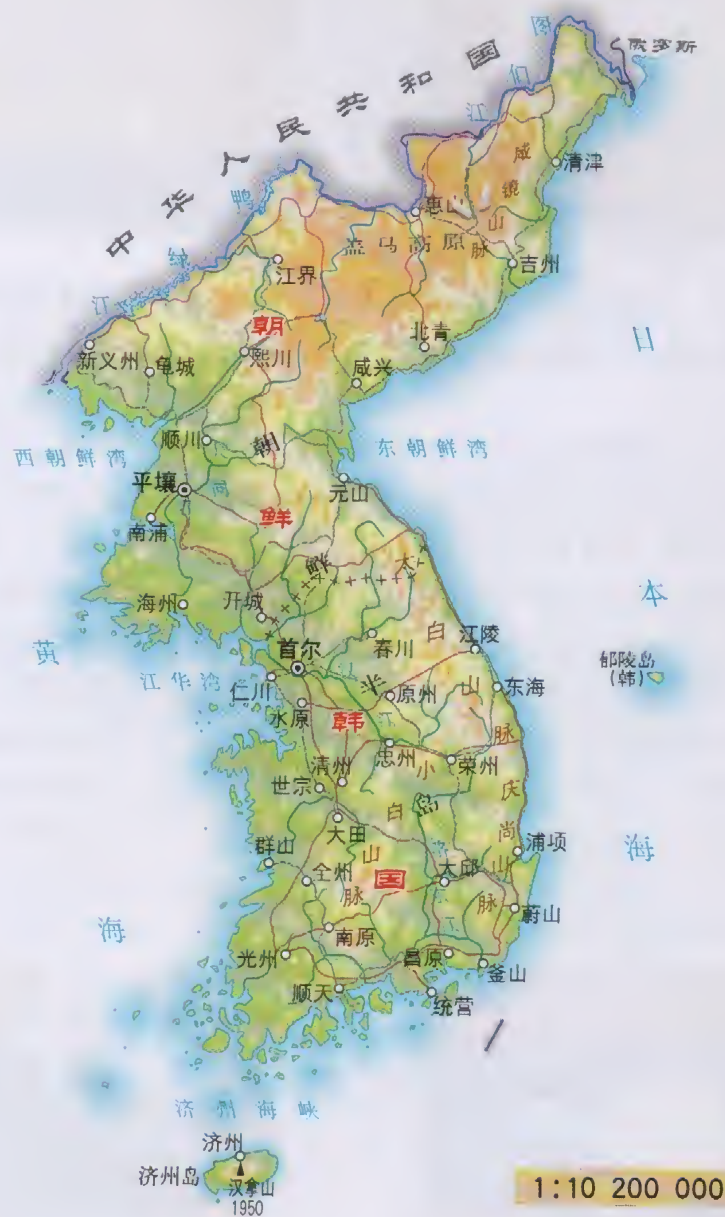 中华人民共和国
俄罗斯
图们江
鸭绿江
咸镜山脉
清津
惠山
盖马高原
吉州
江界
朝鲜
北青
新义州
龟城
熙川
咸兴
顺川
西朝鲜湾
东朝鲜湾
平壤
元山
南浦
朝鲜半岛
海州
开城
太白山脉
江陵
首尔
春川
日本海
郁陵岛
(韩)
黄海
江华湾
仁川
原州
东海
水原
韩国
忠州
荣州
清州
小白山脉
世宗
庆尚山脉
大田
群山
全州
大邱
浦项
蔚山
南原
光州
昌原
釜山
顺天
统营
济州海峡
济州
济州岛
汉拿山
1950
1:10 200 000